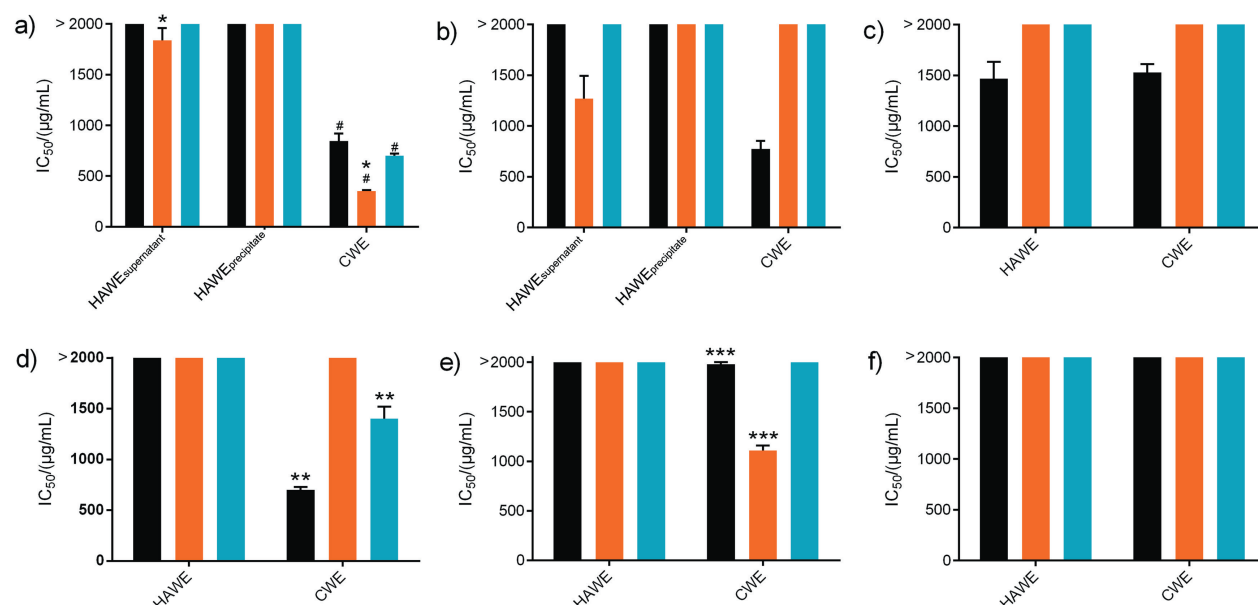 a)
IC50/(µg/mL)
> 2000
1500
1000
500
0
*
#
*
#
#
HAWEsupernatant
HAWEprecipitate
CWE
b)
IC50/(µg/mL)
> 2000
1500
1000
500
0
HAWEsupernatant
HAWEprecipitate
CWE
c)
IC50/(µg/mL)
> 2000
1500
1000
500
0
HAWE
CWE
d)
IC50/(µg/mL)
> 2000
1500
1000
500
0
**
**
HAWE
CWE
e)
IC50/(µg/mL)
> 2000
1500
1000
500
0
***
***
HAWE
CWE
f)
IC50/(µg/mL)
> 2000
1500
1000
500
0
HAWE
CWE